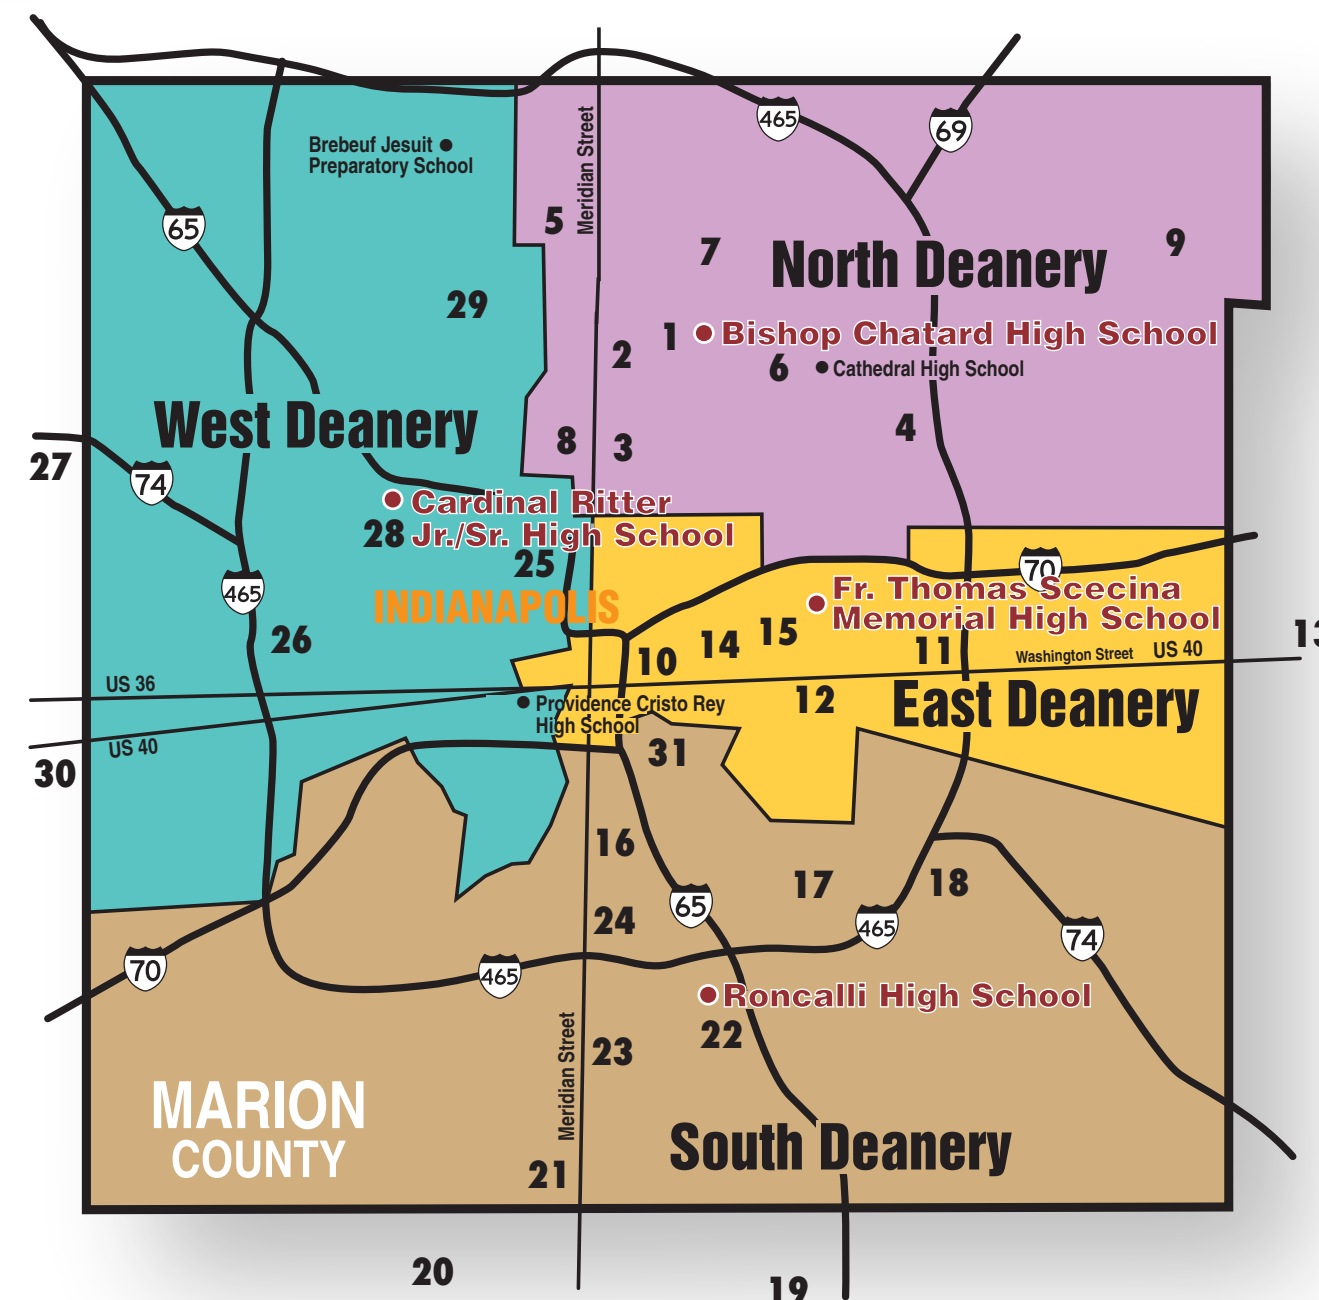 465
69
Brebeuf Jesuit
Preparatory School
Meridian Street
65
5
7
9
North Deanery
29
1
Bishop Chatard High School
2
6
Cathedral High School
West Deanery
4
8
3
27
74
Cardinal Ritter
28
Jr./Sr. High School
25
70
Fr. Thomas Scecina
Memorial High School
465
INDIANAPOLIS
26
10
14
15
11
Washington Street
US 40
13
US 36
12
East Deanery
Providence Cristo Rey
High School
US 40
30
31
16
17
18
65
24
465
74
70
465
Roncalli High School
22
23
Meridian Street
MARION
COUNTY
South Deanery
21
20
19